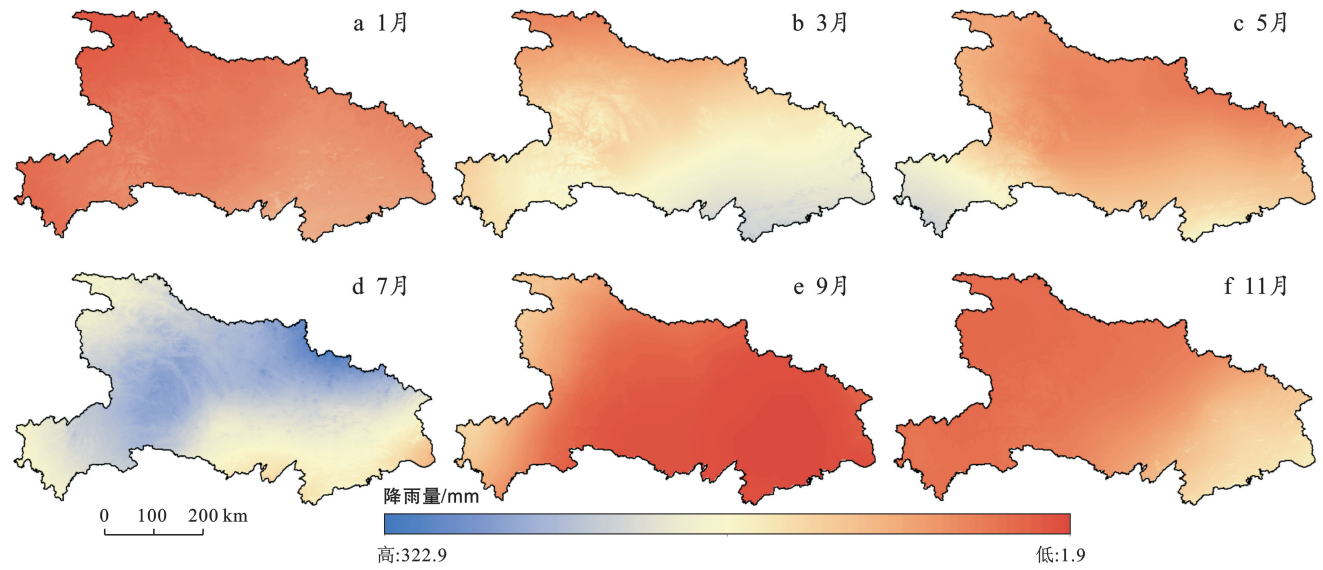 a 1月
b 3月
c 5月
d 7月
e 9月
f 11月
降雨量/mm
0 100 200 km
高:322.9
低:1.9